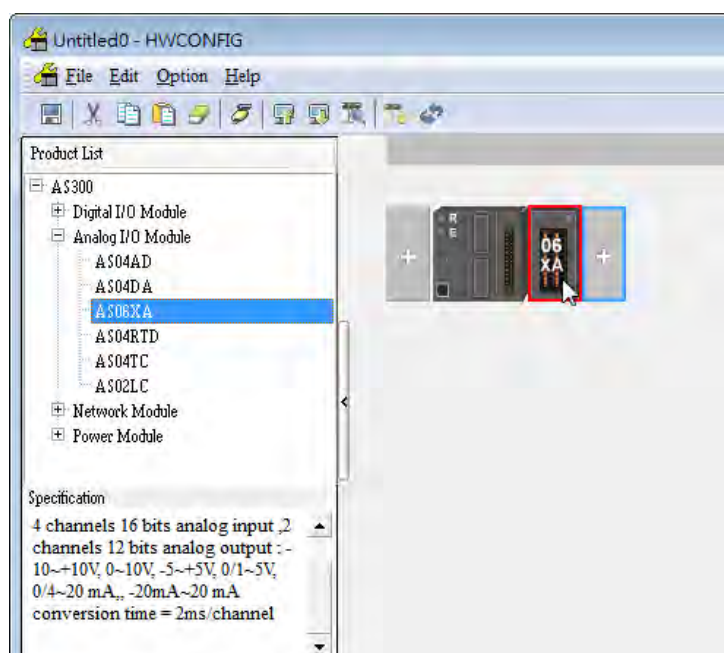 Untitled0 - HWCONFIG
File Edit Option Help
Product List
AS300
Digital I/O Module
Analog I/O Module
AS04AD
AS04DA
AS06XA
AS04RTD
AS04TC
AS02LC
Network Module
Power Module
R
E
06
XA
Specification
4 channels 16 bits analog input ,2
channels 12 bits analog output : -
10~+10V, 0~10V, -5~+5V, 0/1~5V,
0/4~20 mA,, -20mA~20 mA
conversion time = 2ms/channel